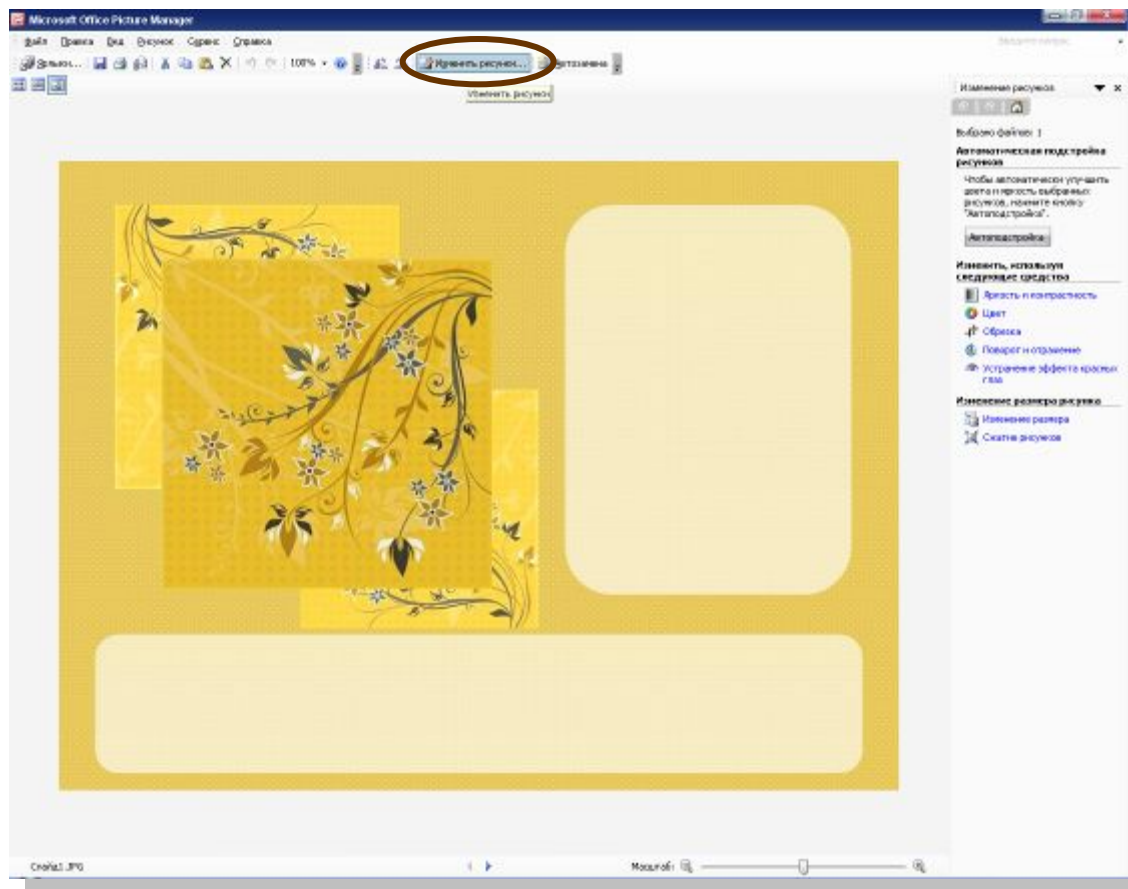 Microsoft Office Picture Manager
Файл Правка Вид Рисунок Сервис Справка
100% Изменить рисунок...
Изменить рисунок
Изменение рисунков
Выбрано файлов: 1
Автоматическая подстройка
рисунков
Чтобы автоматически улучшить
цвета и яркость выбранных
рисунков, нажмите кнопку
"Автоподстройка".
Автоподстройка
Изменить, используя
следующие средства
Яркость и контрастность
Цвет
Обрезка
Поворот и отражение
Устранение эффекта красных
глаз
Изменение размера рисунка
Изменение размера
Сжатие рисунков
Слайд1.JPG
Масштаб: